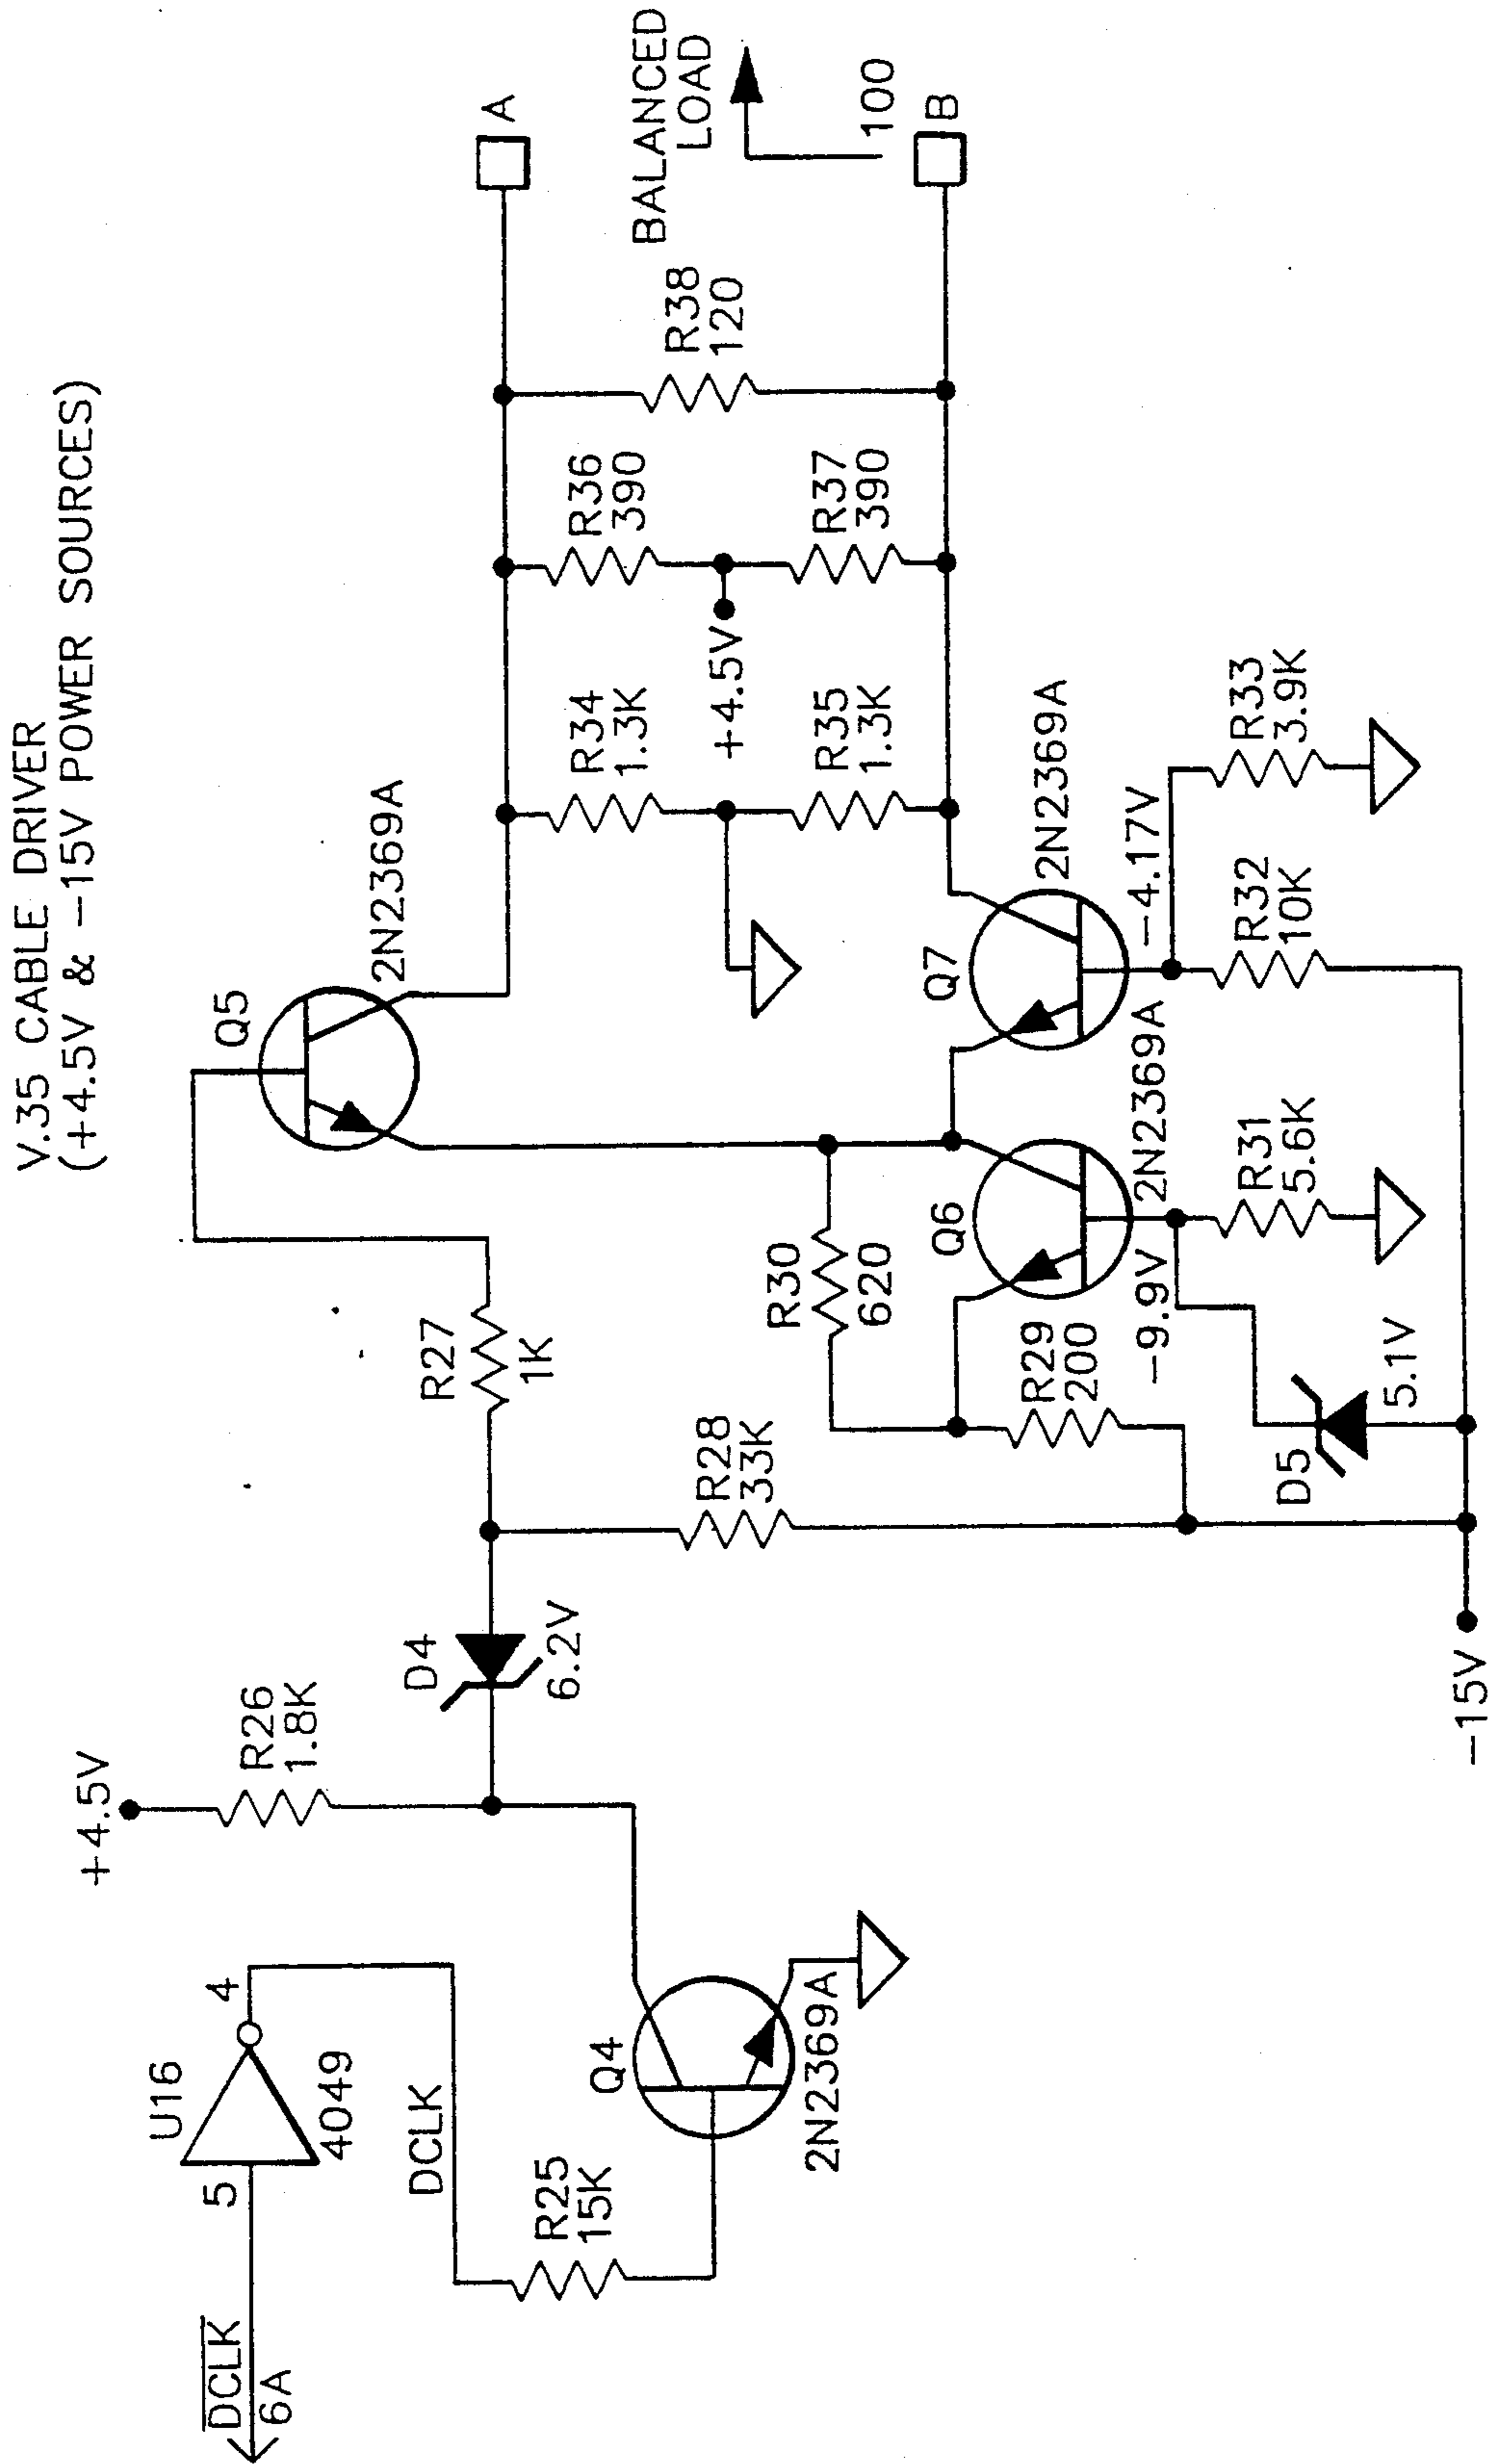 V.35 CABLE DRIVER
(+4.5V & −15V POWER SOURCES)
DCLK
6A
5
U16
4049
4
DCLK
R25
15K
Q4
2N2369A
+4.5V
R26
1.8K
D4
6.2V
R28
33K
R27
1K
Q5
2N2369A
R30
620
R29
200
Q6
2N2369A
−9.9V
D5
5.1V
R31
5.6K
−15V
Q7
2N2369A
−4.17V
R32
10K
R33
3.9K
R34
1.3K
R35
1.3K
+4.5V
R36
390
R37
390
R38
120
A
BALANCED
LOAD
100
B